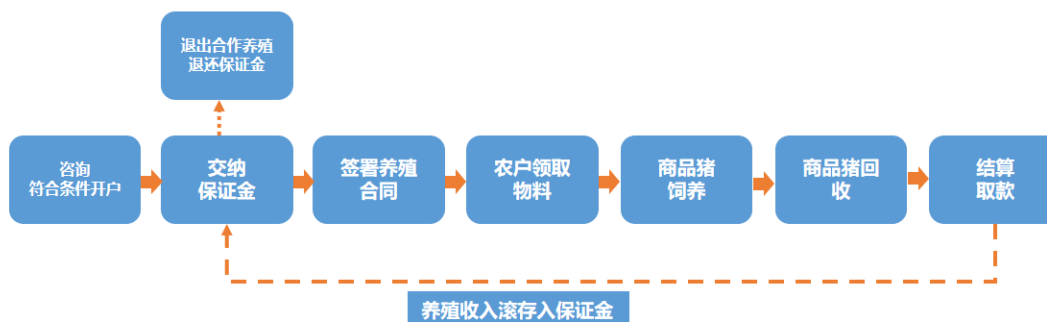 退出合作养殖
退还保证金
咨询
符合条件开户
交纳
保证金
签署养殖
合同
农户领取
物料
商品猪
饲养
商品猪回
收
结算
取款
养殖收入滚存入保证金